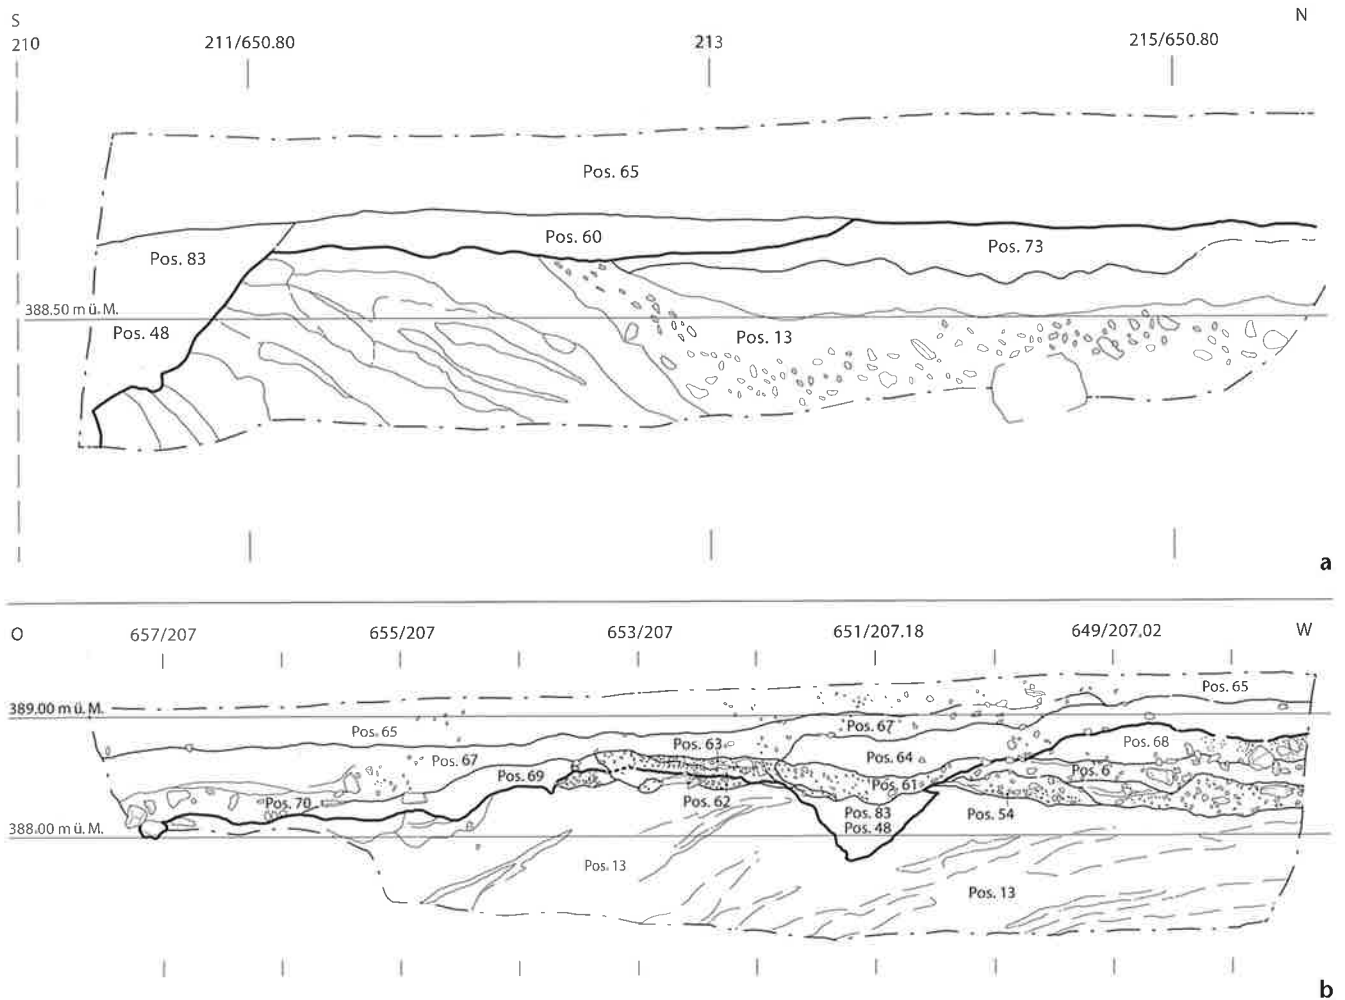 S N
210 211/650.80 213 215/650.80
Pos. 65
Pos. 60
Pos. 73
Pos. 83
388.50 m ü. M.
Pos. 48
Pos. 13
a
O 657/207 655/207 653/207 651/207.18 649/207.02 W
Pos. 65
389.00 m ü. M.
Pos. 65
Pos. 67
Pos. 63
Pos. 68
Pos. 67
Pos. 64
Pos. 69
Pos. 6
Pos. 61
Pos. 70
Pos. 62
Pos. 83
Pos. 54
388.00 m ü. M.
Pos. 48
Pos. 13
Pos. 13
b